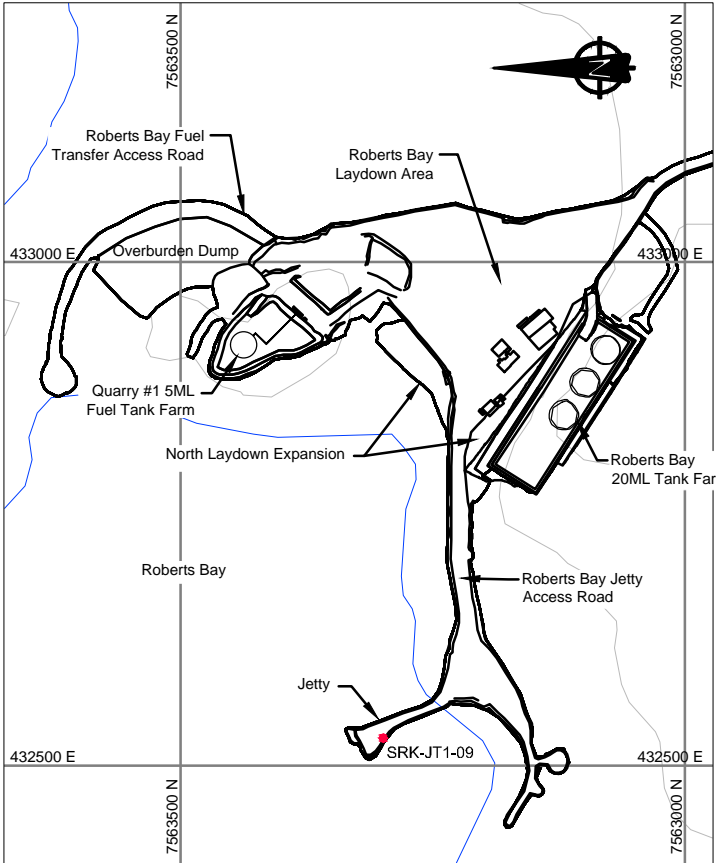 7563500 N
7563000 N
N
Roberts Bay Fuel
Transfer Access Road
Roberts Bay
Laydown Area
Overburden Dump
433000 E
433000 E
Quarry #1 5ML
Fuel Tank Farm
North Laydown Expansion
Roberts Bay
20ML Tank Far
Roberts Bay
Roberts Bay Jetty
Access Road
Jetty
SRK-JT1-09
432500 E
432500 E
7563500 N
7563000 N